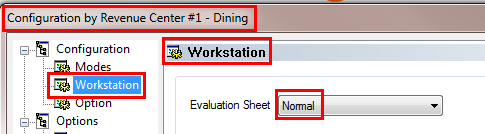 Configuration by Revenue Center #1 - Dining
Configuration
Modes
Workstation
Option
Options
Workstation
Evaluation Sheet
Normal